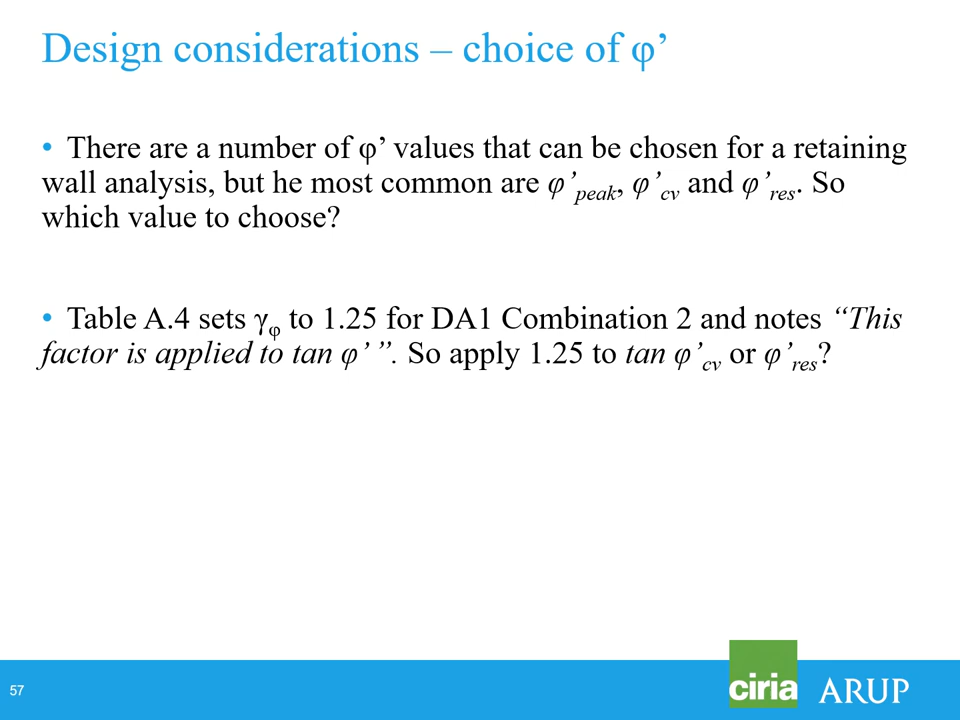 Design considerations – choice of φ’
• There are a number of φ’ values that can be chosen for a retaining
wall analysis, but he most common are φ’peak, φ’cv and φ’res. So
which value to choose?
• Table A.4 sets γφ to 1.25 for DA1 Combination 2 and notes “This
factor is applied to tan φ’ ”. So apply 1.25 to tan φ’cv or φ’res?
57
ciria
ARUP